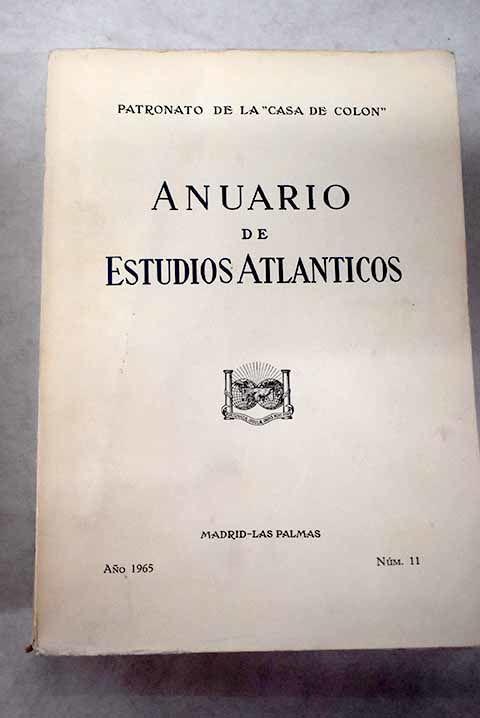 PATRONATO DE LA "CASA DE COLON"
ANUARIO
DE
ESTUDIOS ATLANTICOS
MADRID-LAS PALMAS
Año 1965
Núm. 11